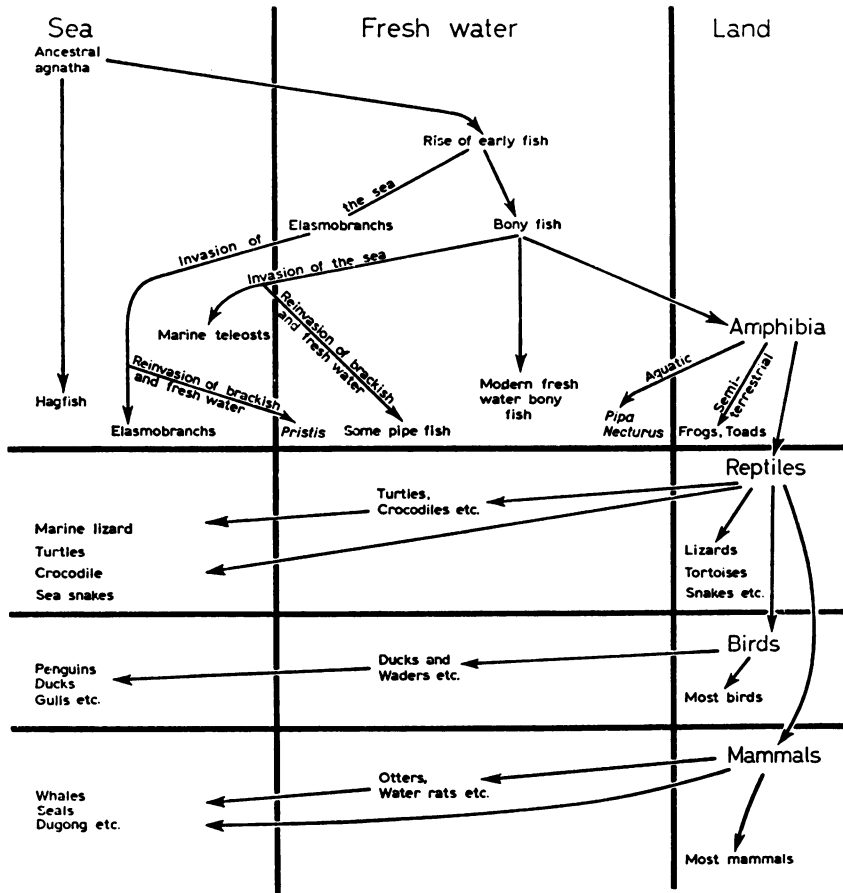 Sea
Fresh water
Land
Ancestral
agnatha
Rise of early fish
Invasion of
the sea
Elasmobranchs
Bony fish
Invasion of the sea
Marine teleosts
Reinvasion of brackish
and fresh water
Amphibia
Aquatic
Semi-
terrestrial
Reinvasion of brackish
and fresh water
Modern fresh
water bony
fish
Hagfish
Elasmobranchs
Pristis
Some pipe fish
Pipa
Necturus
Frogs, Toads
Reptiles
Turtles,
Crocodiles etc.
Marine lizard
Turtles
Crocodile
Sea snakes
Lizards
Tortoises
Snakes etc.
Birds
Ducks and
Waders etc.
Penguins
Ducks
Gulls etc.
Most birds
Mammals
Otters,
Water rats etc.
Whales
Seals
Dugong etc.
Most mammals